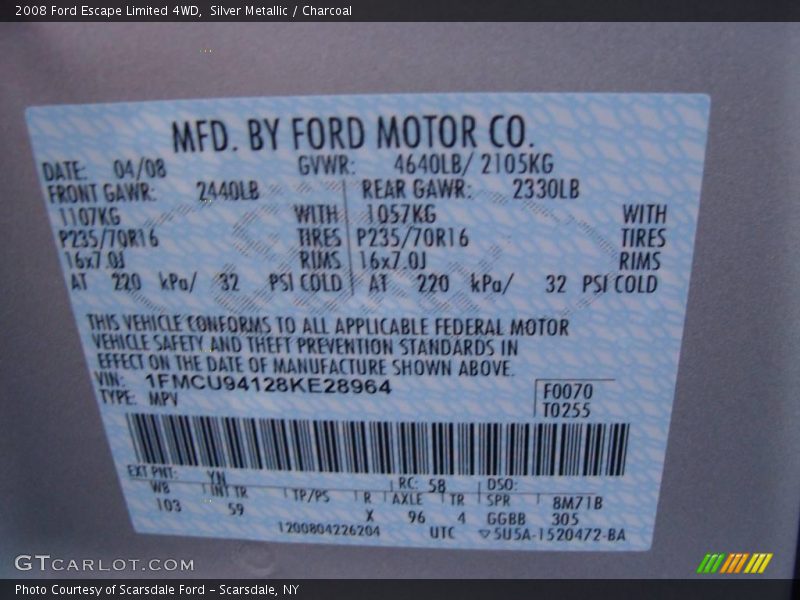 2008 Ford Escape Limited 4WD, Silver Metallic / Charcoal
MFD. BY FORD MOTOR CO.
DATE: 04/08 GVWR: 4640LB/ 2105KG
FRONT GAWR: 2440LB REAR GAWR: 2330LB
1107KG WITH 1057KG WITH
P235/70R16 TIRES P235/70R16 TIRES
16x7.0J RIMS 16x7.0J RIMS
AT 220 kPa/ 32 PSI COLD AT 220 kPa/ 32 PSI COLD
THIS VEHICLE CONFORMS TO ALL APPLICABLE FEDERAL MOTOR
VEHICLE SAFETY AND THEFT PREVENTION STANDARDS IN
EFFECT ON THE DATE OF MANUFACTURE SHOWN ABOVE.
VIN: 1FMCU94128KE28964
TYPE: MPV
F0070
T0255
EXT PNT: YN RC: 58 DSO:
WB INT TR TP/PS R AXLE TR SPR 8M71B
103 59 X 96 4 GGBB 305
1200804226204 UTC ▽5U5A-1520472-BA
GTCARCOM.COM
Photo Courtesy of Scarsdale Ford – Scarsdale, NY